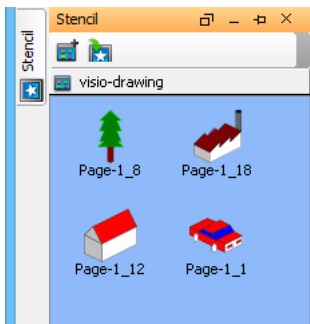 Stencil
Stencil
visio-drawing
Page-1_8
Page-1_18
Page-1_12
Page-1_1